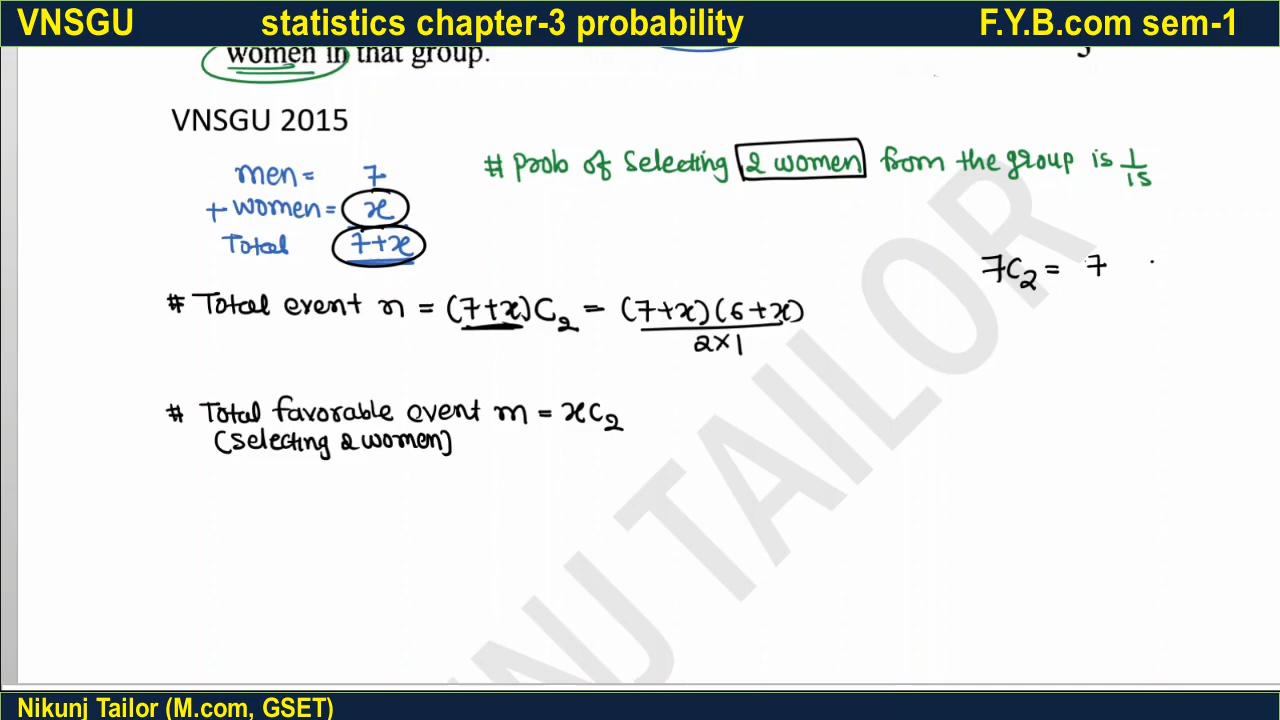 VNSGU statistics chapter-3 probability F.Y.B.com sem-1
women in that group.
VNSGU 2015
men = 7
+ women = x
Total 7+x
# Prob of Selecting 2 women from the group is 1/15
7C2 = 7
# Total event n = (7+x)C2 = (7+x)(6+x)/2×1
# Total favorable event m = xC2
(Selecting 2 women)
NJ TAILOR
Nikunj Tailor (M.com, GSET)